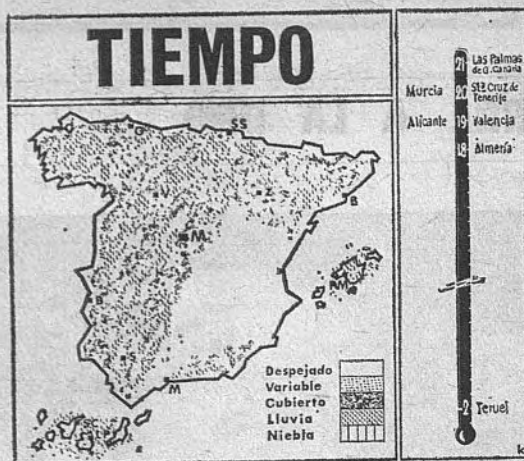 TIEMPO
C
O
SS
V
Z
B
M
V
B
S
M
SC
Despejado
Variable
Cubierto
Lluvia
Niebla
21 Las Palmas
de G. Canaria
Murcia 20 Sta Cruz de
Tenerife
Alicante 19 Valencia
18 Almería
-2 Teruel